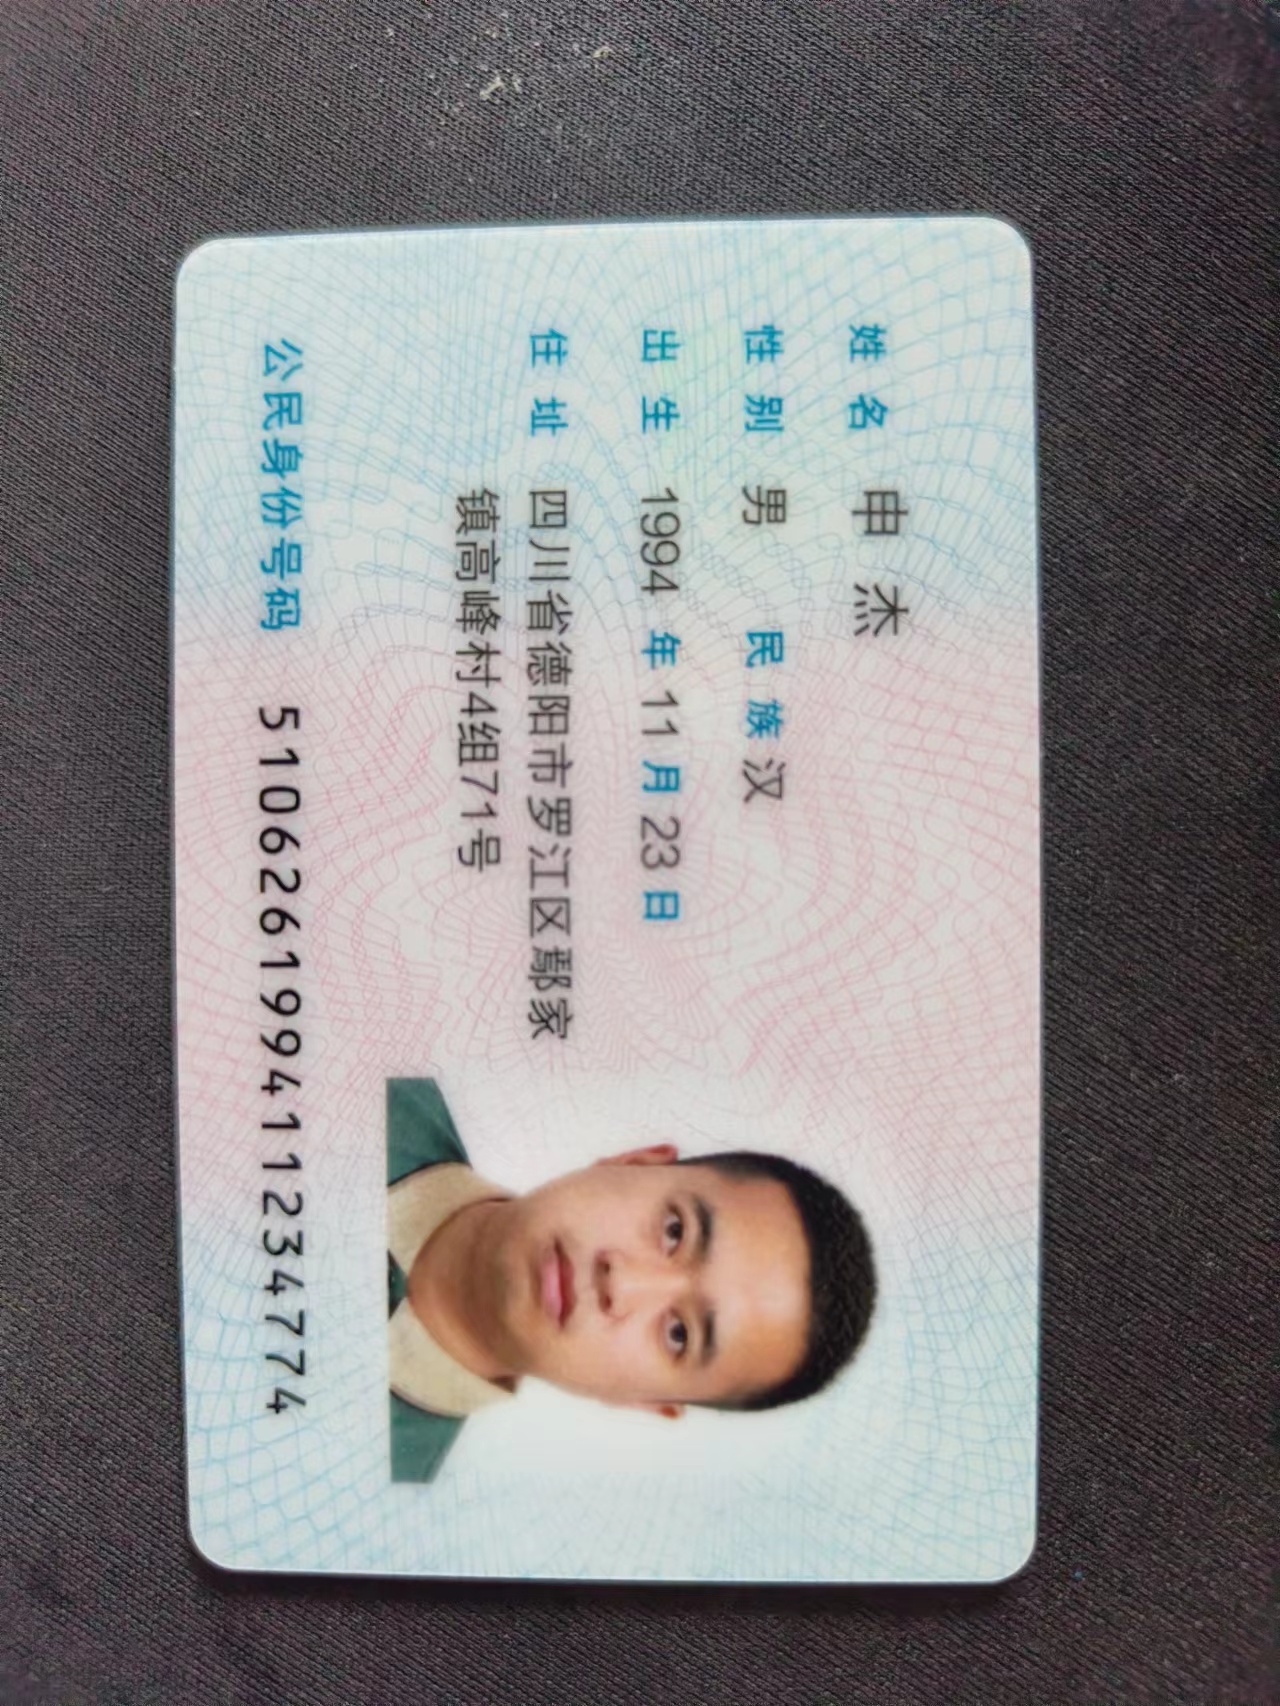 姓名 申杰
性别 男 民族 汉
出生 1994 年 11 月 23 日
住址 四川省德阳市罗江区鄢家
镇高峰村4组71号
公民身份号码 510626199411234774